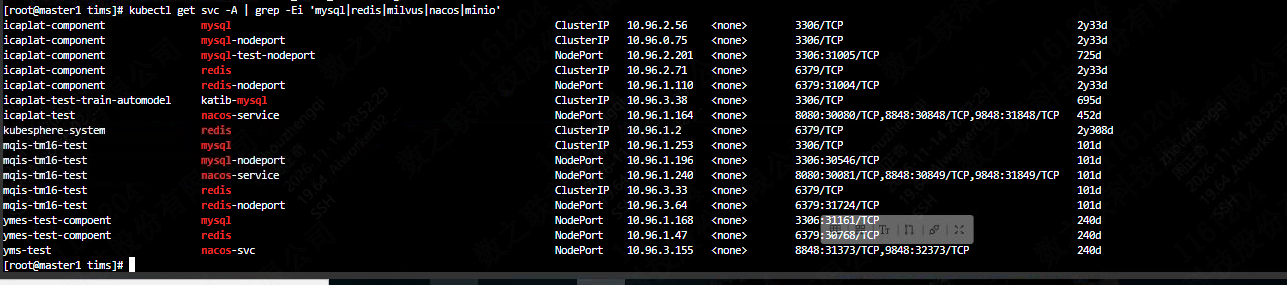 [root@master1 tims]# kubectl get svc -A | grep -Ei 'mysql|redis|milvus|nacos|minio'
icaplat-component mysql ClusterIP 10.96.2.56 <none> 3306/TCP 2y33d
icaplat-component mysql-nodeport ClusterIP 10.96.0.75 <none> 3306/TCP 2y33d
icaplat-component mysql-test-nodeport NodePort 10.96.2.201 <none> 3306:31005/TCP 725d
icaplat-component redis ClusterIP 10.96.2.71 <none> 6379/TCP 2y33d
icaplat-component redis-nodeport NodePort 10.96.1.110 <none> 6379:31004/TCP 2y33d
icaplat-test-train-automodel katib-mysql ClusterIP 10.96.3.38 <none> 3306/TCP 695d
icaplat-test nacos-service NodePort 10.96.1.164 <none> 8080:30080/TCP,8848:30848/TCP,9848:31848/TCP 452d
kubesphere-system redis ClusterIP 10.96.1.2 <none> 6379/TCP 2y308d
mqis-tm16-test mysql ClusterIP 10.96.1.253 <none> 3306/TCP 101d
mqis-tm16-test mysql-nodeport NodePort 10.96.1.196 <none> 3306:30546/TCP 101d
mqis-tm16-test nacos-service NodePort 10.96.1.240 <none> 8080:30081/TCP,8848:30849/TCP,9848:31849/TCP 101d
mqis-tm16-test redis ClusterIP 10.96.3.33 <none> 6379/TCP 101d
mqis-tm16-test redis-nodeport NodePort 10.96.3.64 <none> 6379:31724/TCP 101d
ymes-test-compoent mysql NodePort 10.96.1.168 <none> 3306:31161/TCP 240d
ymes-test-compoent redis NodePort 10.96.1.47 <none> 6379:30768/TCP 240d
yms-test nacos-svc NodePort 10.96.3.155 <none> 8848:31373/TCP,9848:32373/TCP 240d
[root@master1 tims]#